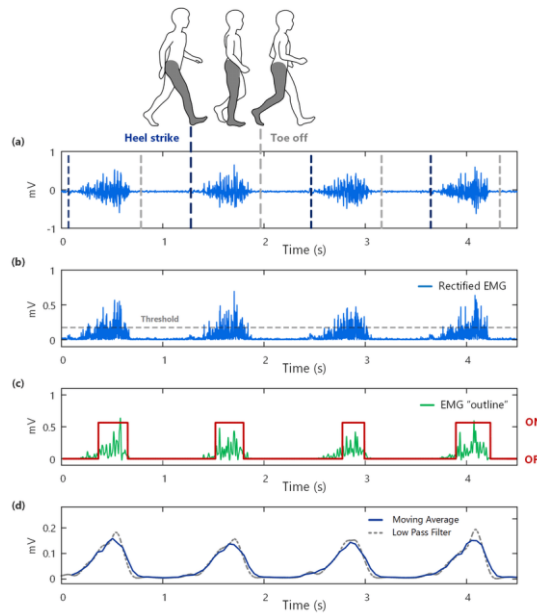 Heel strike
Toe off
(a)
1
mV
0
-1
0 1 2 3 4
Time (s)
(b)
Rectified EMG
1
mV
0.5
Threshold
0
0 1 2 3 4
Time (s)
(c)
1
EMG "outline"
mV
0.5
ON
0
OF
0 1 2 3 4
Time (s)
(d)
Moving Average
Low Pass Filter
0.2
mV
0.1
0
0 1 2 3 4
Time (s)